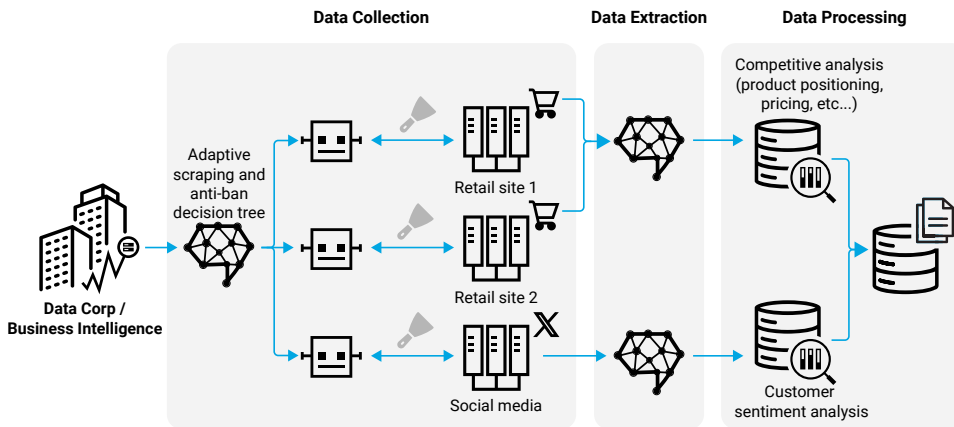 Data Collection
Data Extraction
Data Processing
Adaptive
scraping and
anti-ban
decision tree
Retail site 1
Retail site 2
Social media
Data Corp /
Business Intelligence
Competitive analysis
(product positioning,
pricing, etc...)
Customer
sentiment analysis